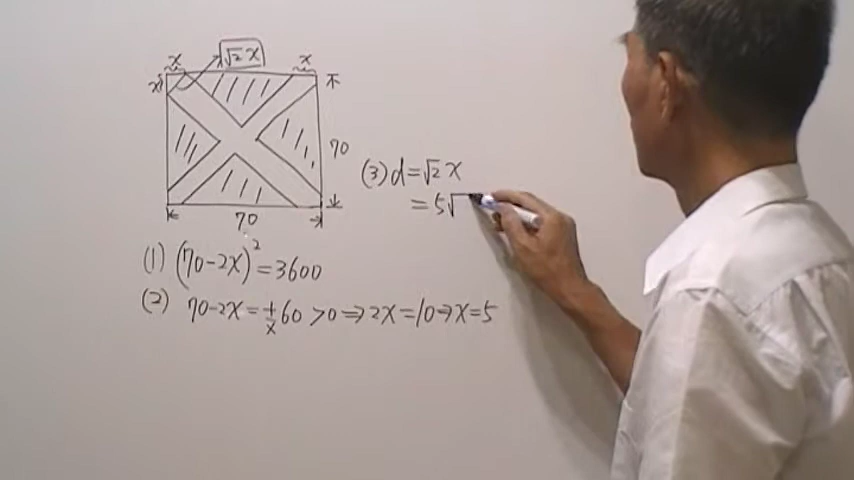 x √2 x x
x
70
70
(3) d = √2 x
= 5√
(1) (70-2x)² = 3600
(2) 70-2x = ±60 > 0 ⇒ 2x = 10 → x = 5
x